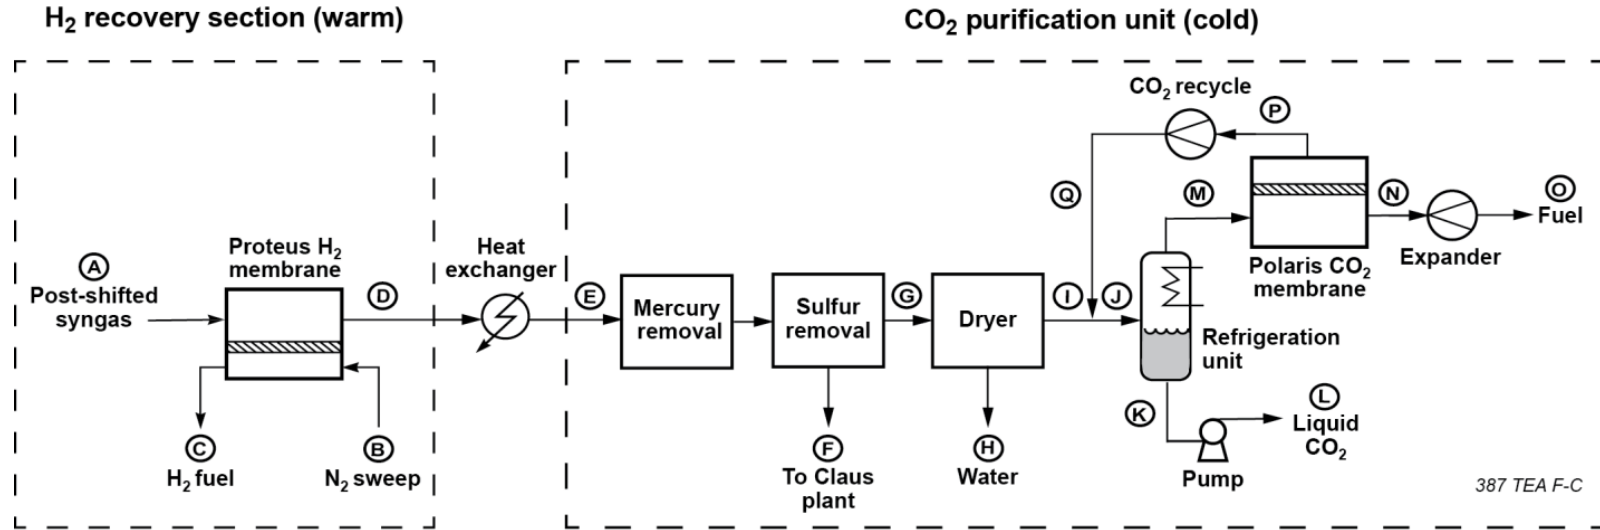 H2 recovery section (warm)
CO2 purification unit (cold)
CO2 recycle
P
Q
M
N
O
Fuel
Expander
Polaris CO2
membrane
A
Post-shifted
syngas
Proteus H2
membrane
D
Heat
exchanger
E
Mercury
removal
Sulfur
removal
G
Dryer
I
J
Refrigeration
unit
K
L
Liquid
CO2
Pump
C
H2 fuel
B
N2 sweep
F
To Claus
plant
H
Water
387 TEA F-C